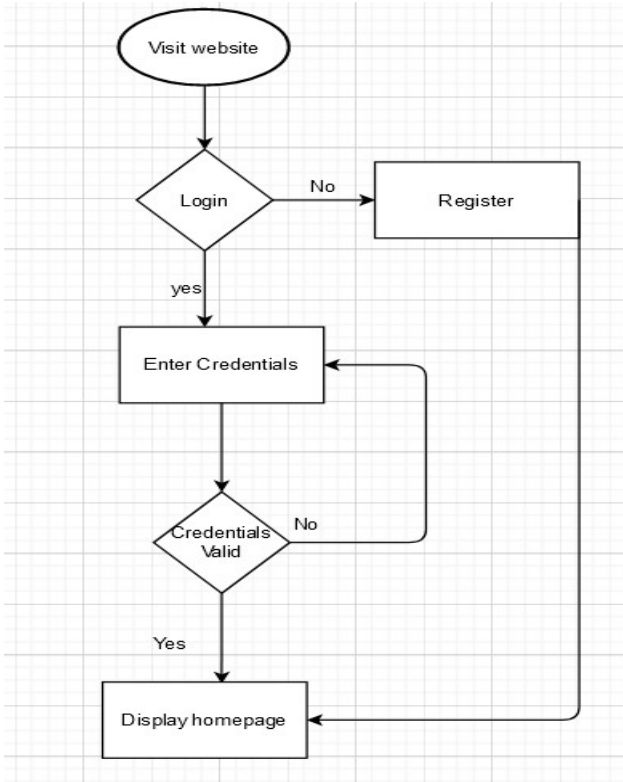 Visit website
Login
No
Register
yes
Enter Credentials
Credentials
Valid
No
Yes
Display homepage